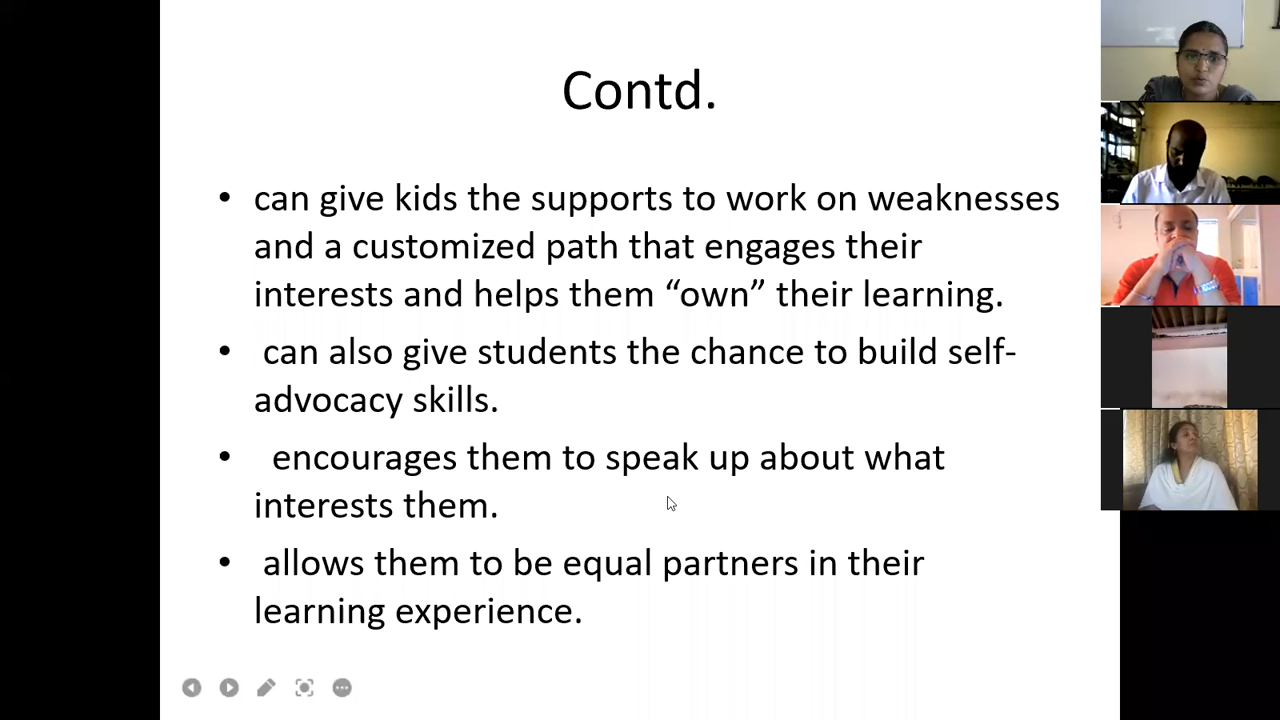 Contd.
• can give kids the supports to work on weaknesses
and a customized path that engages their
interests and helps them “own” their learning.
• can also give students the chance to build self-
advocacy skills.
• encourages them to speak up about what
interests them.
• allows them to be equal partners in their
learning experience.